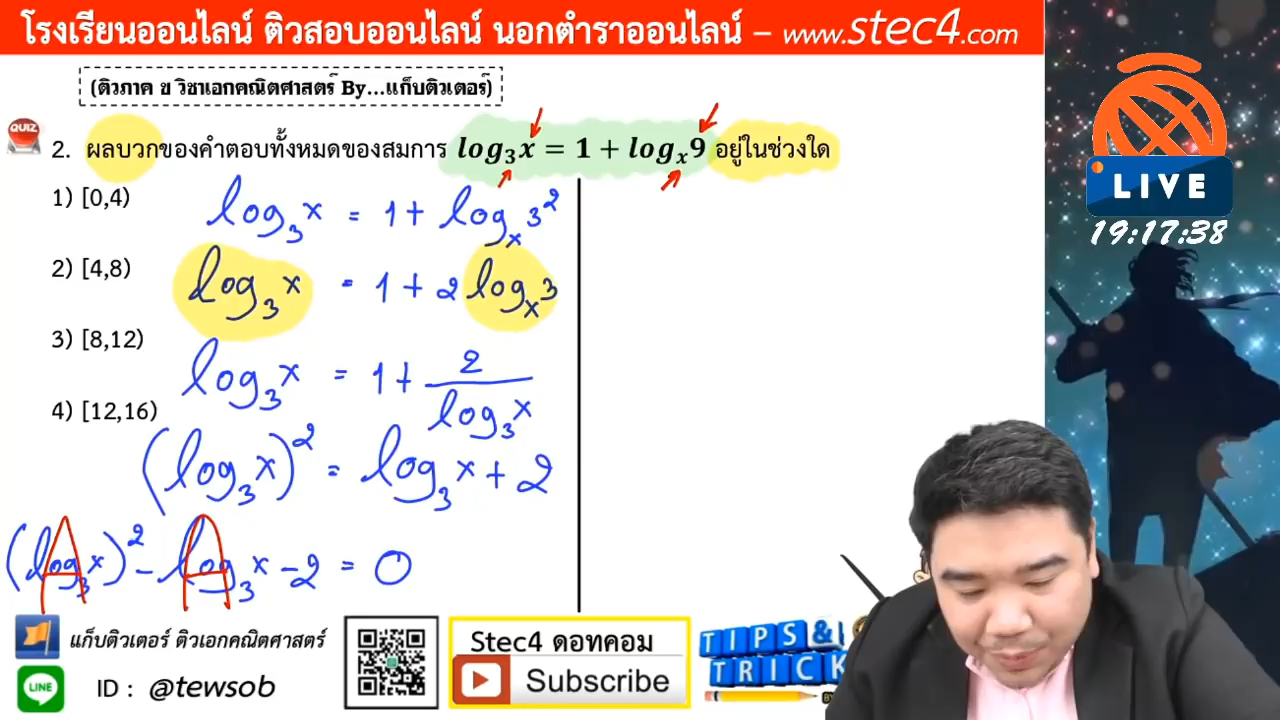 โรงเรียนออนไลน์ ติวสอบออนไลน์ นอกตำราออนไลน์ – www.stec4.com
(ติวภาค ข วิชาเอกคณิตศาสตร์ By...แก็บติวเตอร์)
QUIZ
2. ผลบวกของคำตอบทั้งหมดของสมการ log₃x = 1 + logₓ9 อยู่ในช่วงใด
LIVE
19:17:38
1) [0,4)
2) [4,8)
3) [8,12)
4) [12,16)
log₃x = 1 + logₓ3²
log₃x = 1 + 2 logₓ3
log₃x = 1 + 2/log₃x
(log₃x)² = log₃x + 2
(log₃x)² - log₃x - 2 = 0
A A
แก็บติวเตอร์ ติวเอกคณิตศาสตร์
LINE
ID : @tewsob
Stec4 ดอทคอม
Subscribe
TIPS &
TRICK